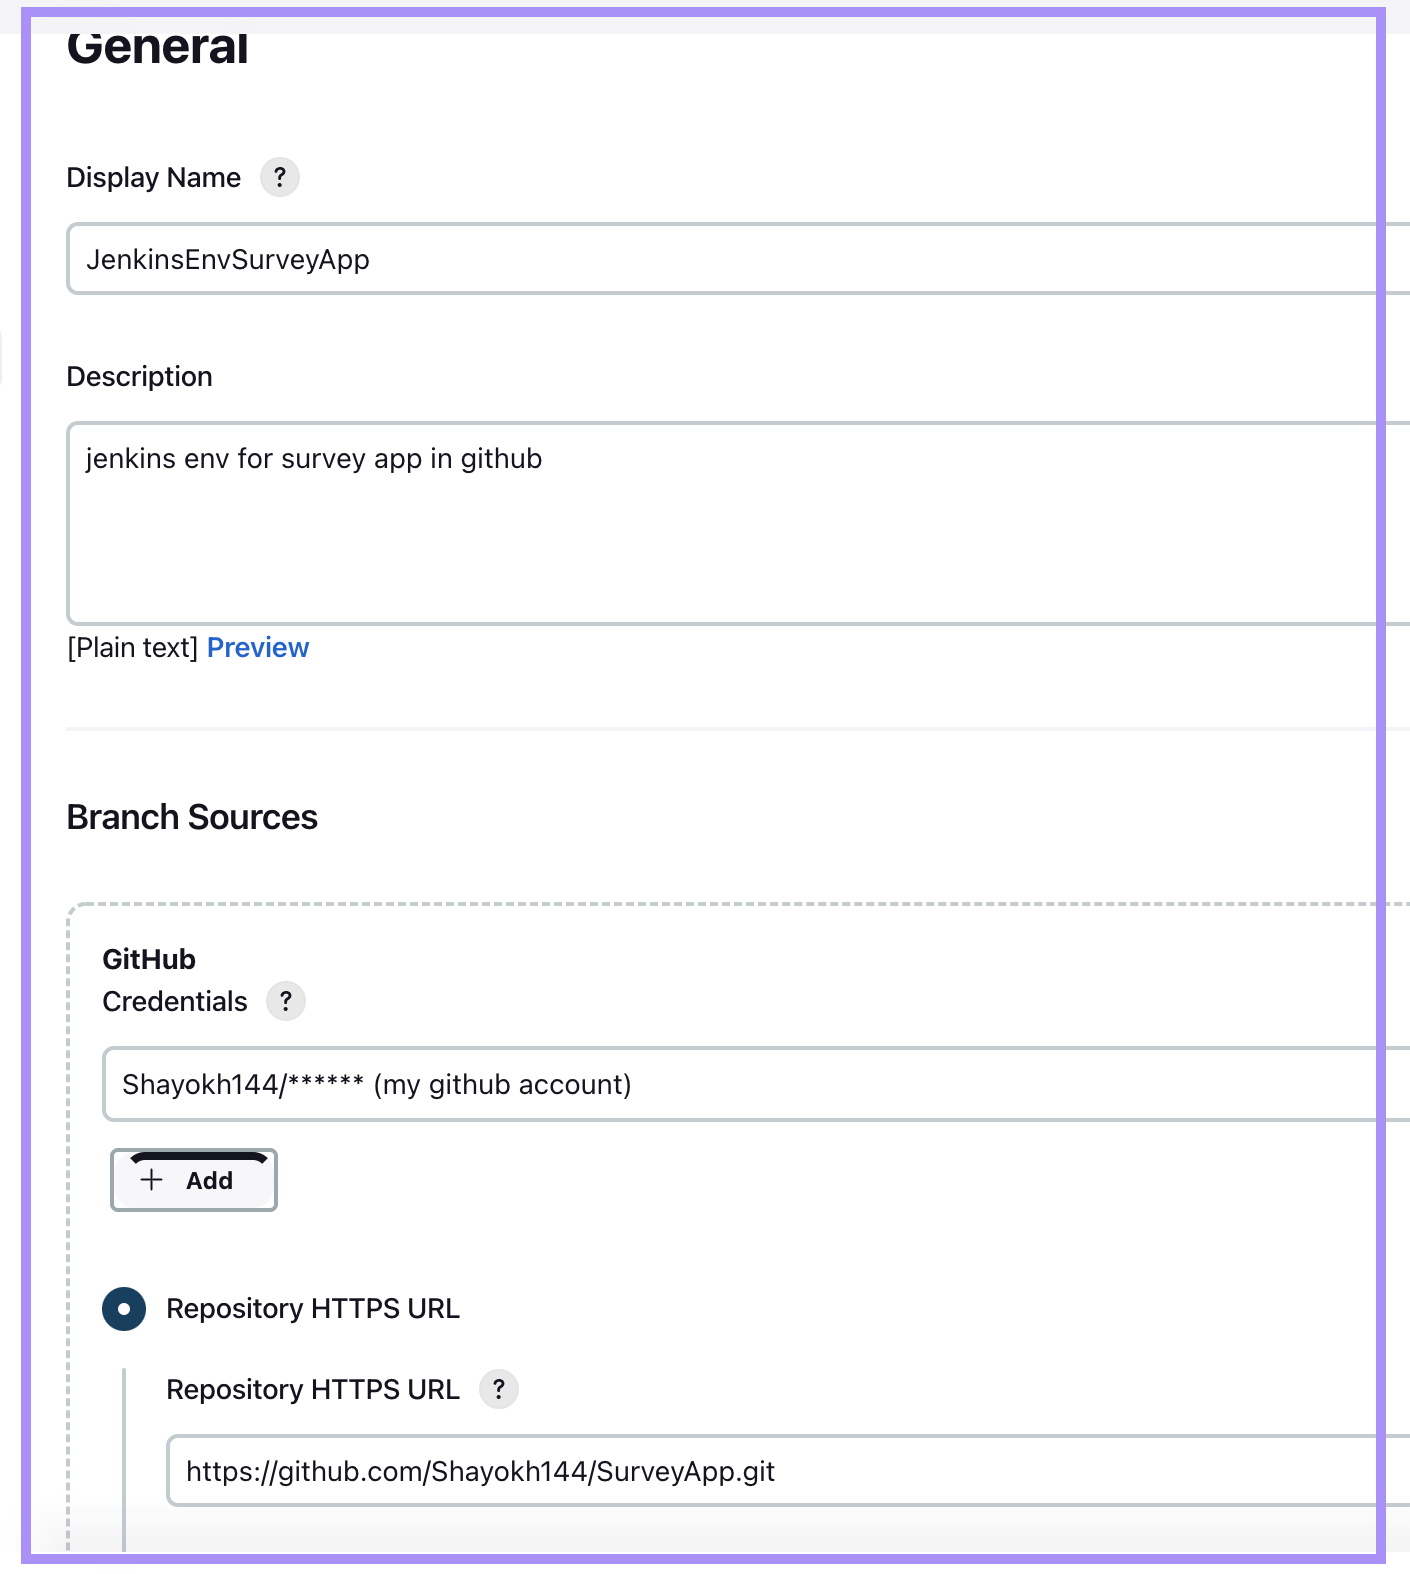 General
Display Name ?
JenkinsEnvSurveyApp
Description
jenkins env for survey app in github
[Plain text] Preview
Branch Sources
GitHub
Credentials ?
Shayokh144/****** (my github account)
+ Add
Repository HTTPS URL
Repository HTTPS URL ?
https://github.com/Shayokh144/SurveyApp.git